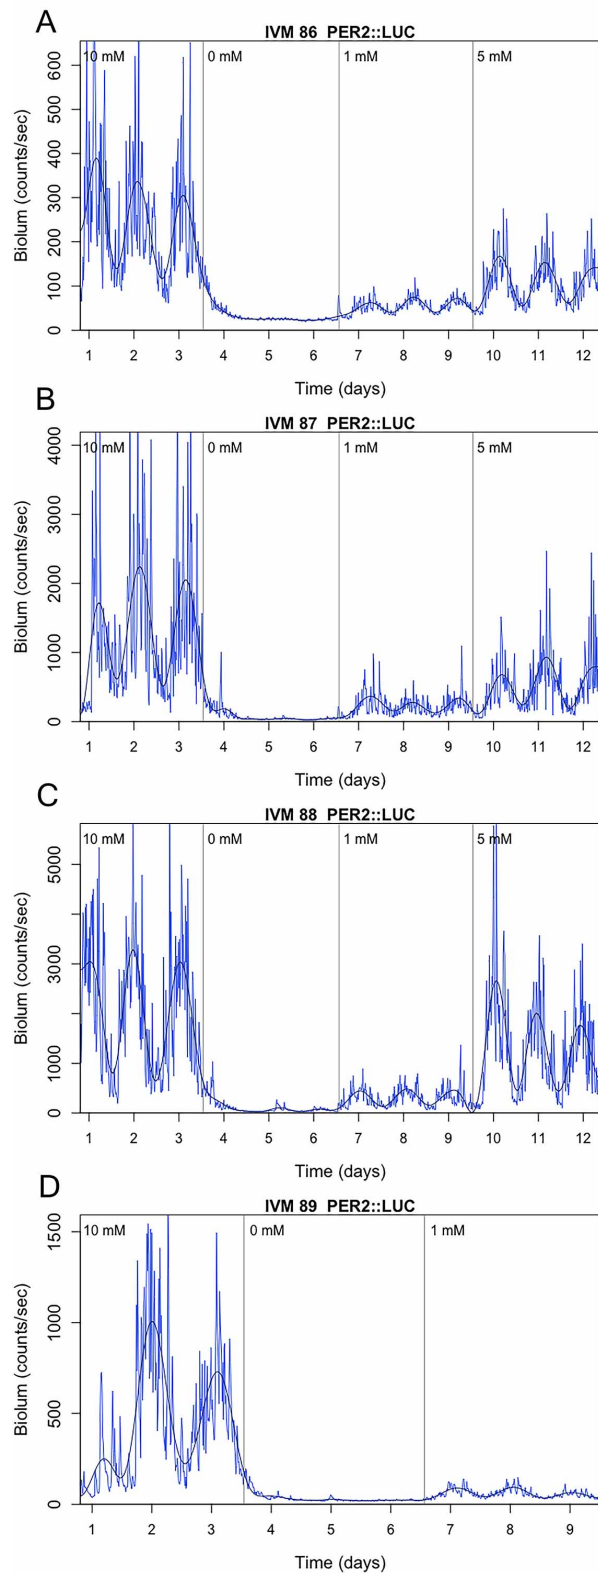 A
IVM 86 PER2::LUC
10 mM 0 mM 1 mM 5 mM
Biolum (counts/sec)
600
500
400
300
200
100
0
1 2 3 4 5 6 7 8 9 10 11 12
Time (days)
B
IVM 87 PER2::LUC
10 mM 0 mM 1 mM 5 mM
Biolum (counts/sec)
4000
3000
2000
1000
0
1 2 3 4 5 6 7 8 9 10 11 12
Time (days)
C
IVM 88 PER2::LUC
10 mM 0 mM 1 mM 5 mM
Biolum (counts/sec)
5000
3000
1000
0
1 2 3 4 5 6 7 8 9 10 11 12
Time (days)
D
IVM 89 PER2::LUC
10 mM 0 mM 1 mM
Biolum (counts/sec)
1500
1000
500
0
1 2 3 4 5 6 7 8 9
Time (days)